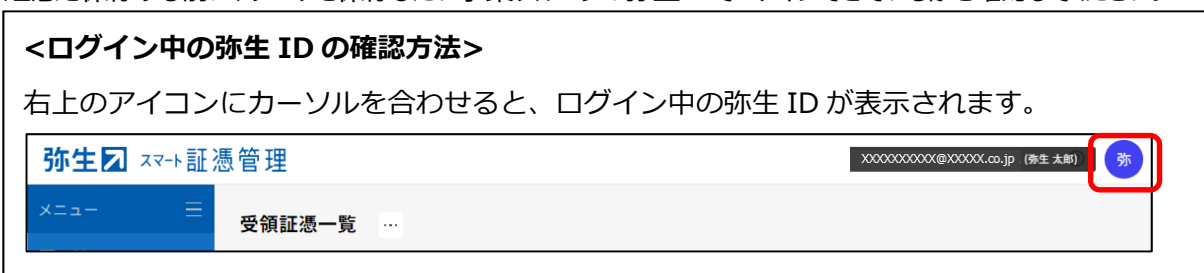 <ログイン中の弥生 ID の確認方法>
右上のアイコンにカーソルを合わせると、ログイン中の弥生 ID が表示されます。
弥生 スマート証憑管理
XXXXXXXXXX@XXXXX.co.jp (弥生 太郎)
弥
メニュー
受領証憑一覧 …